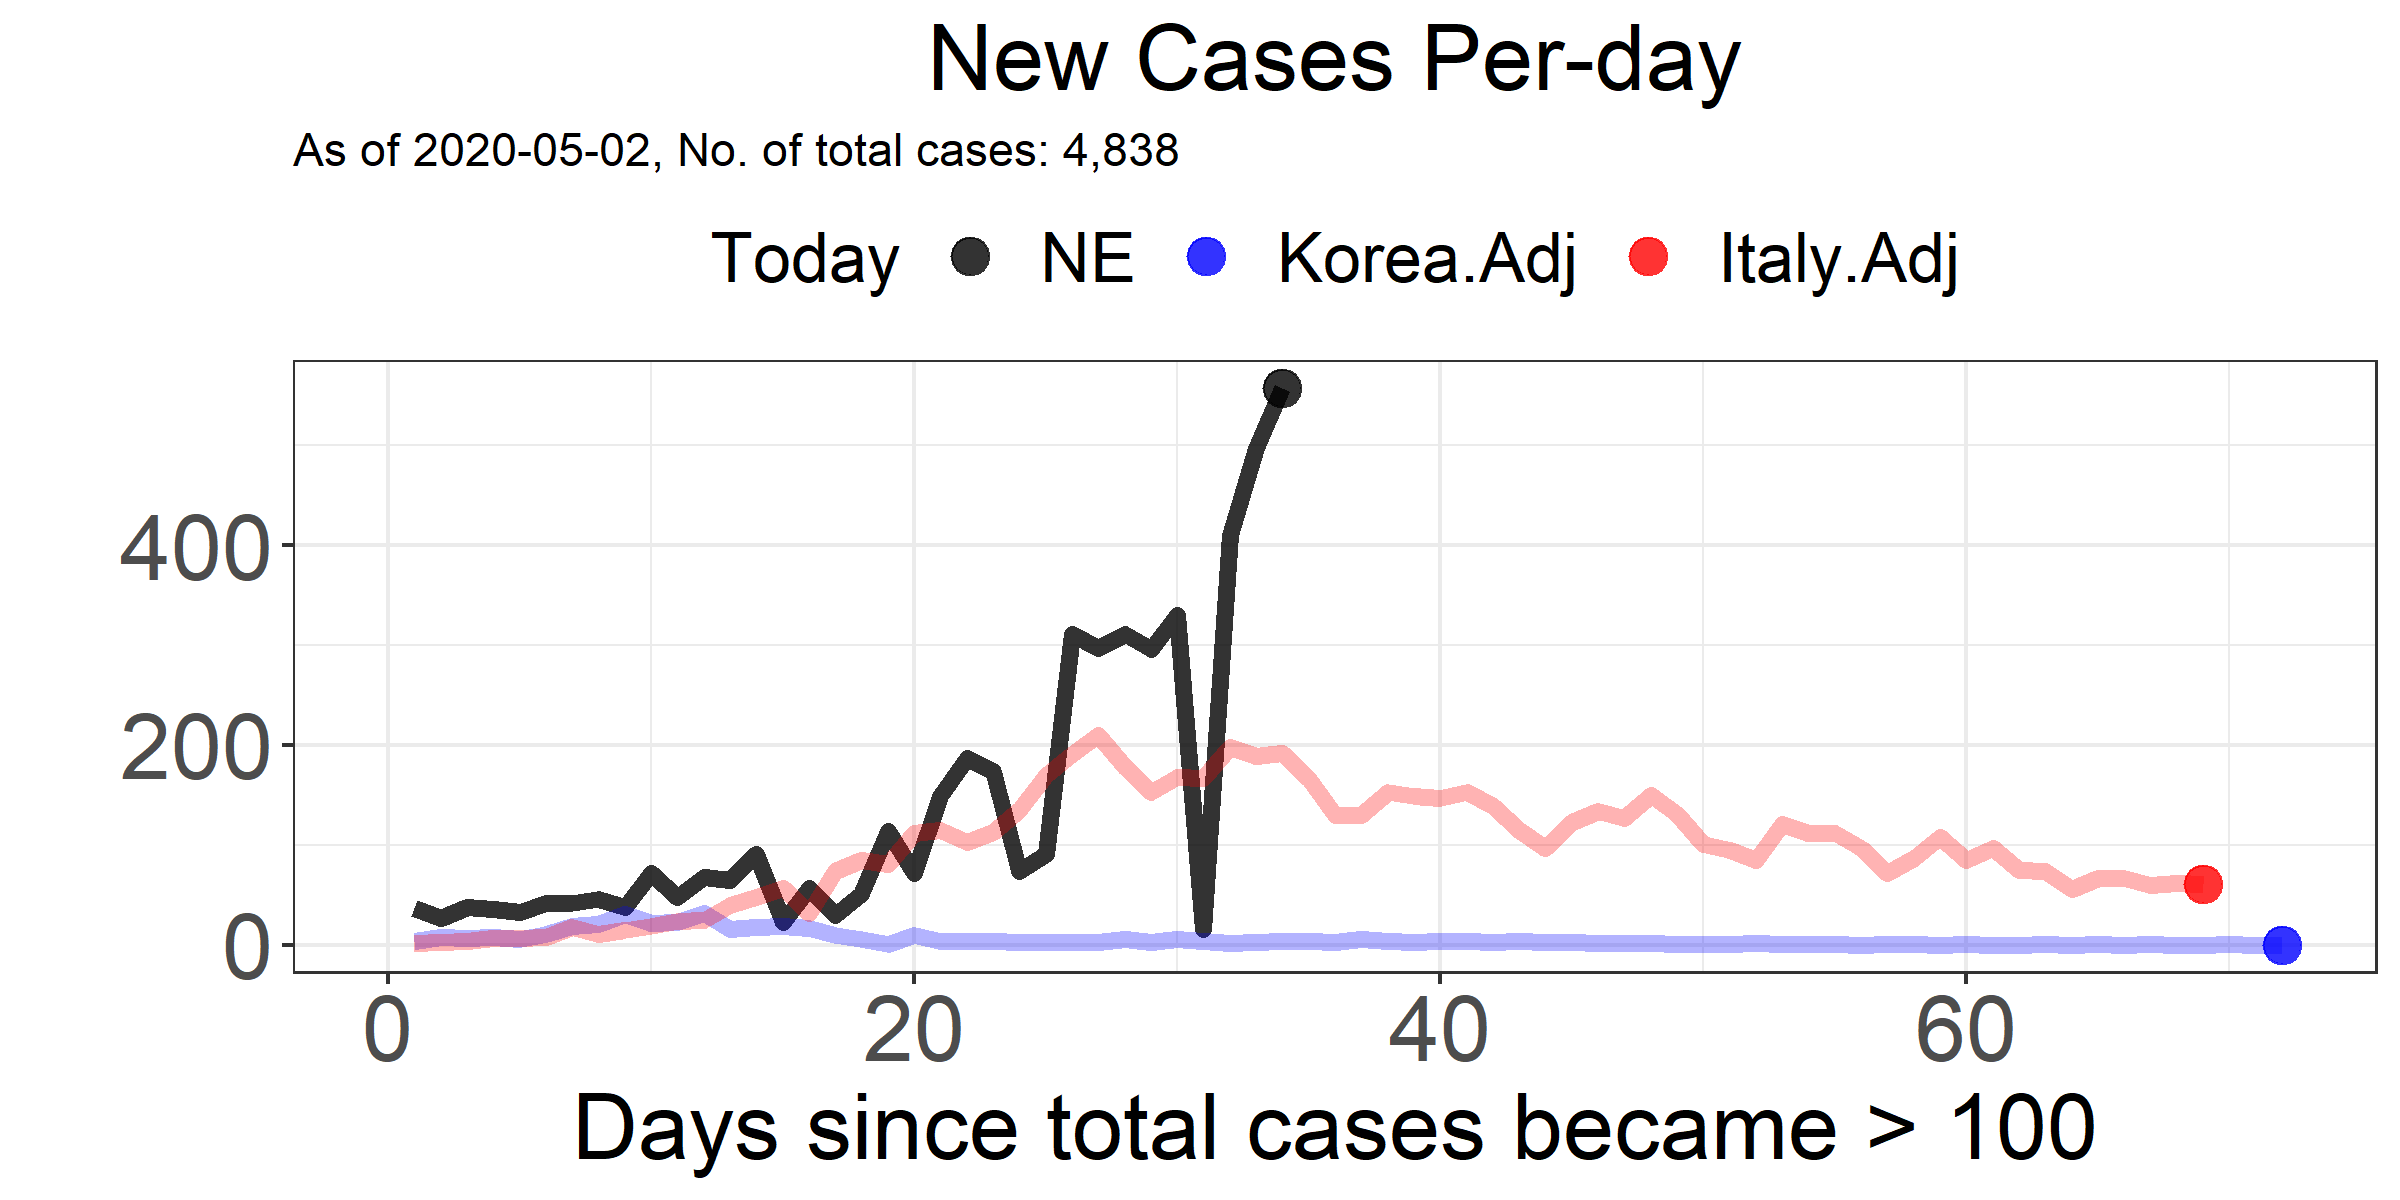 New Cases Per-day
As of 2020-05-02, No. of total cases: 4,838
Today NE Korea.Adj Italy.Adj
400
200
0
0 20 40 60
Days since total cases became > 100